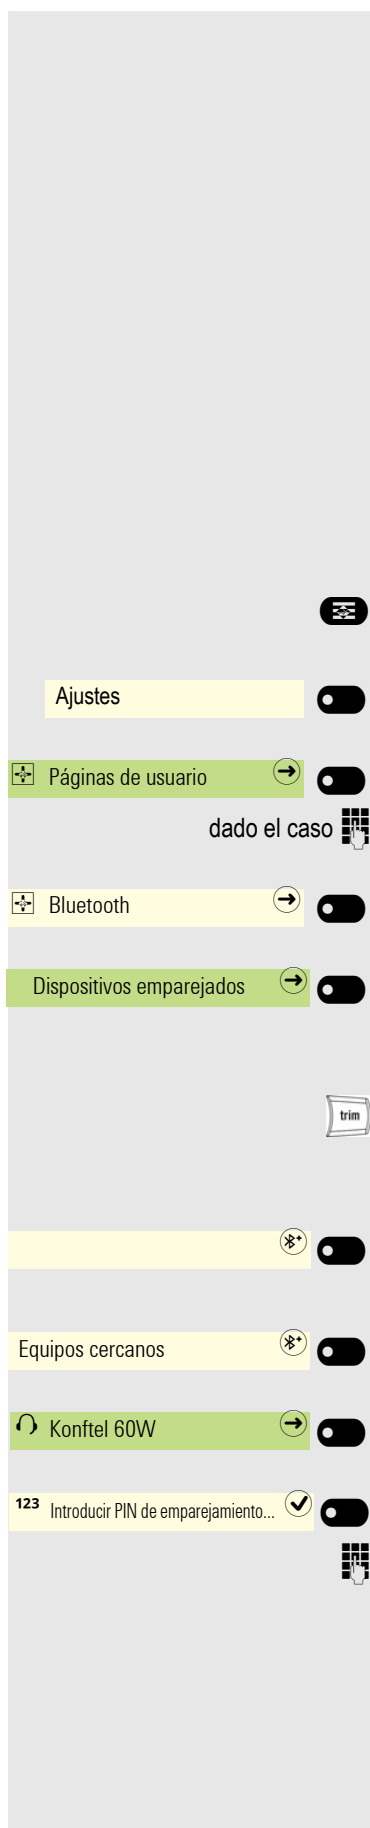 Ajustes
Páginas de usuario
dado el caso
Bluetooth
Dispositivos emparejados
trim
Equipos cercanos
Konftel 60W
123 Introducir PIN de emparejamiento...